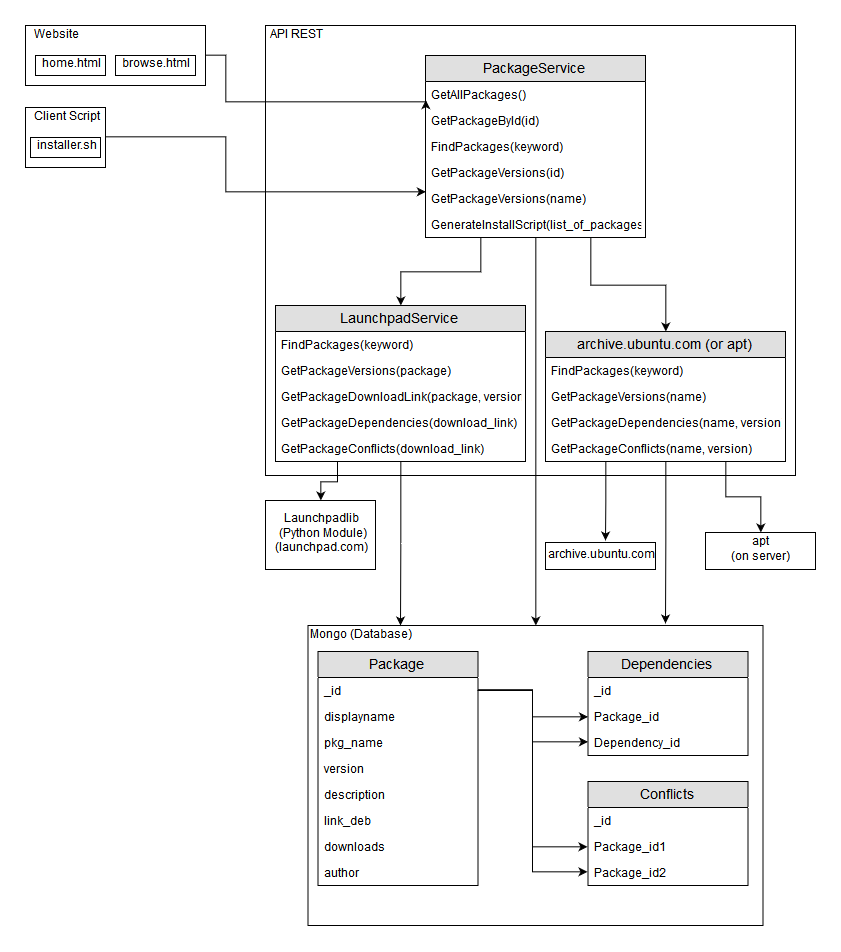 Website
home.html
browse.html
Client Script
installer.sh
API REST
PackageService
GetAllPackages()
GetPackageById(id)
FindPackages(keyword)
GetPackageVersions(id)
GetPackageVersions(name)
GenerateInstallScript(list_of_packages
LaunchpadService
FindPackages(keyword)
GetPackageVersions(package)
GetPackageDownloadLink(package, version
GetPackageDependencies(download_link)
GetPackageConflicts(download_link)
archive.ubuntu.com (or apt)
FindPackages(keyword)
GetPackageVersions(name)
GetPackageDependencies(name, version
GetPackageConflicts(name, version)
Launchpadlib
(Python Module)
(launchpad.com)
archive.ubuntu.com
apt
(on server)
Mongo (Database)
Package
_id
displayname
pkg_name
version
description
link_deb
downloads
author
Dependencies
_id
Package_id
Dependency_id
Conflicts
_id
Package_id1
Package_id2